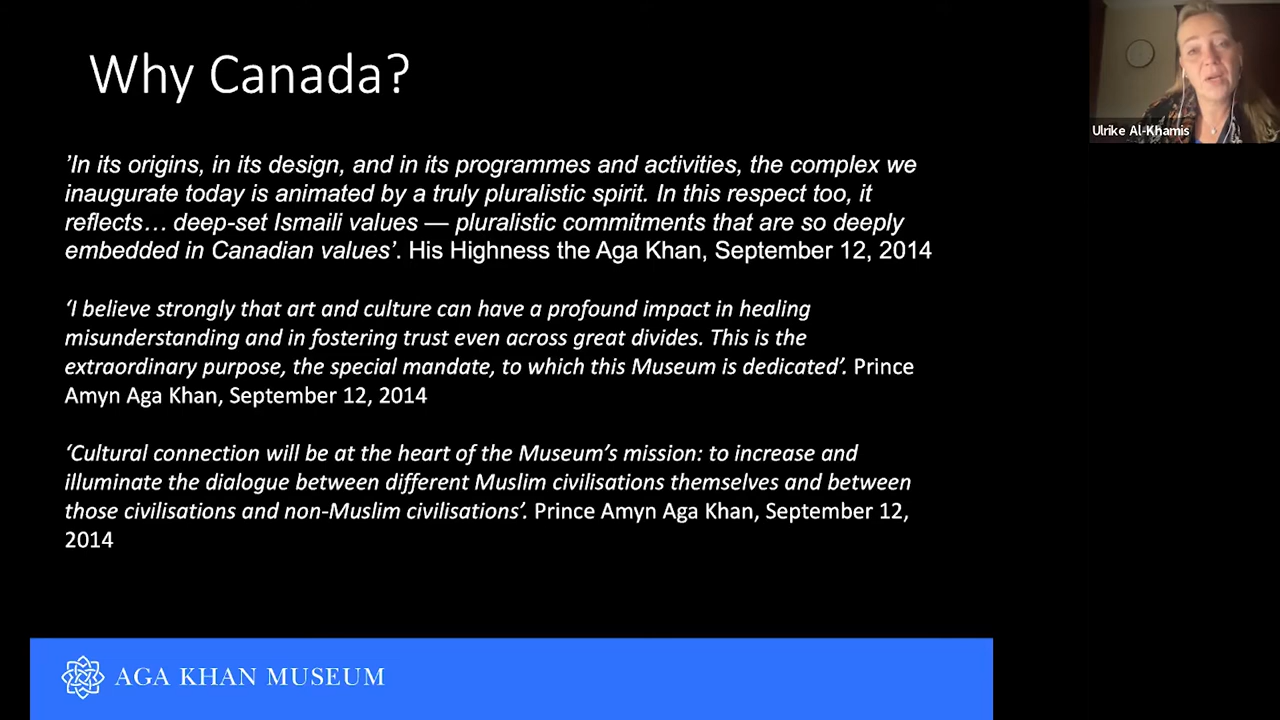 Why Canada?
’In its origins, in its design, and in its programmes and activities, the complex we
inaugurate today is animated by a truly pluralistic spirit. In this respect too, it
reflects… deep-set Ismaili values — pluralistic commitments that are so deeply
embedded in Canadian values’. His Highness the Aga Khan, September 12, 2014
‘I believe strongly that art and culture can have a profound impact in healing
misunderstanding and in fostering trust even across great divides. This is the
extraordinary purpose, the special mandate, to which this Museum is dedicated’. Prince
Amyn Aga Khan, September 12, 2014
‘Cultural connection will be at the heart of the Museum’s mission: to increase and
illuminate the dialogue between different Muslim civilisations themselves and between
those civilisations and non-Muslim civilisations’. Prince Amyn Aga Khan, September 12,
2014
AGA KHAN MUSEUM
Ulrike Al-Khamis